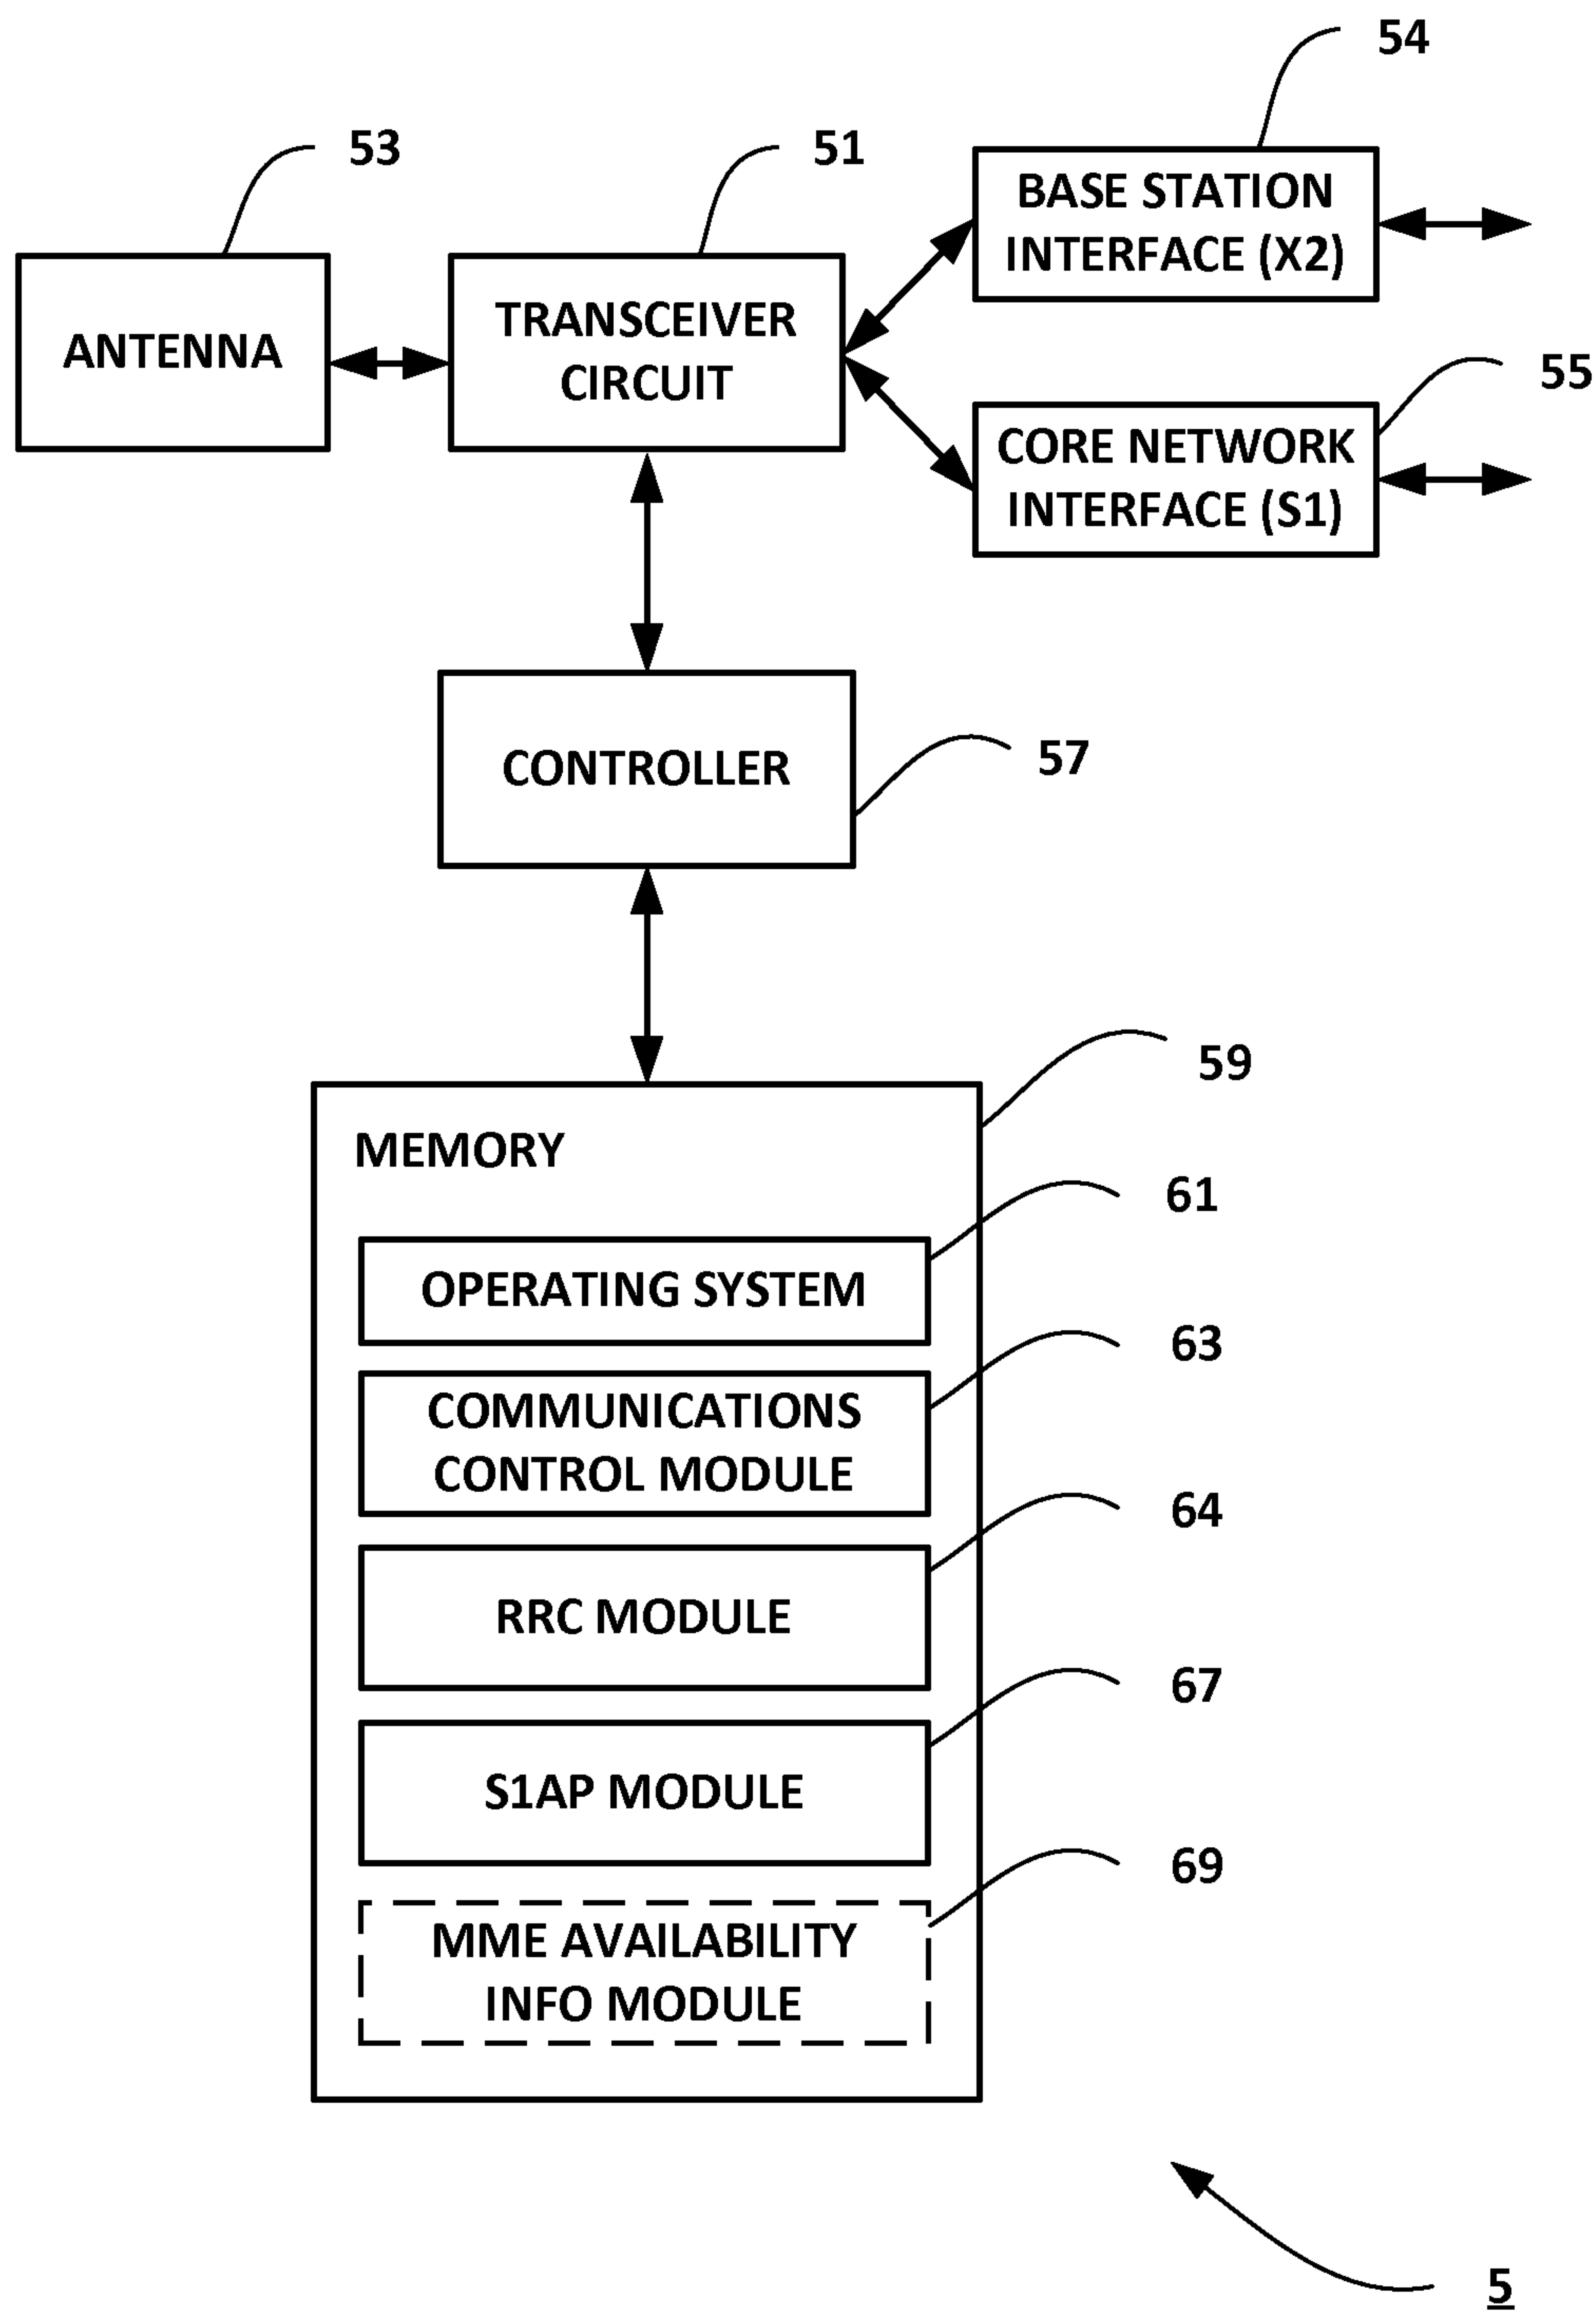 54
53
51
BASE STATION
INTERFACE (X2)
ANTENNA
TRANSCEIVER
CIRCUIT
55
CORE NETWORK
INTERFACE (S1)
CONTROLLER
57
59
MEMORY
61
OPERATING SYSTEM
63
COMMUNICATIONS
CONTROL MODULE
64
RRC MODULE
67
S1AP MODULE
69
MME AVAILABILITY
INFO MODULE
5